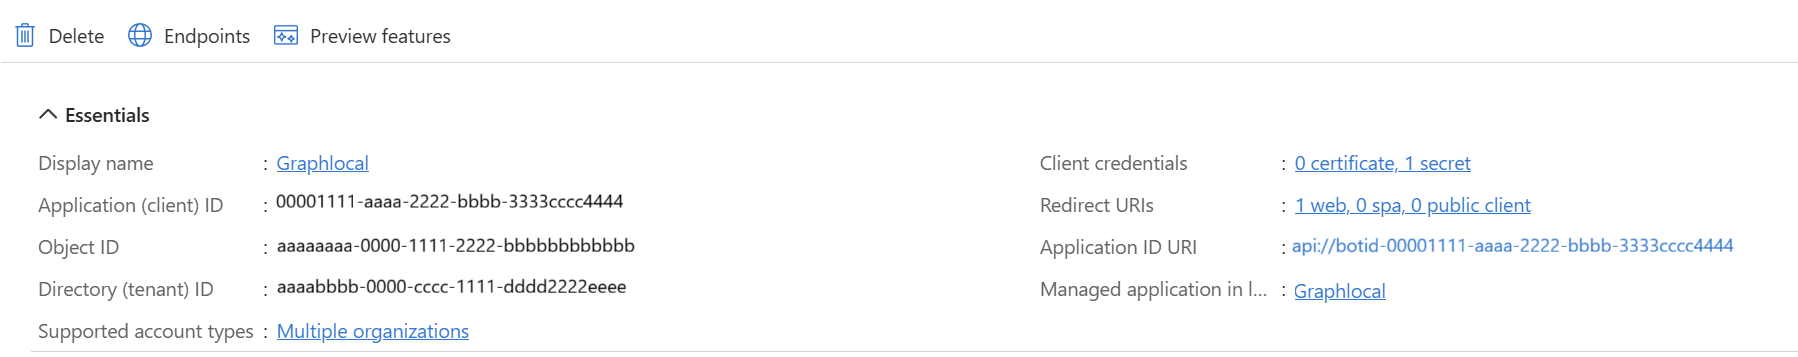 Delete Endpoints Preview features
Essentials
Display name : Graphlocal
Application (client) ID : 00001111-aaaa-2222-bbbb-3333cccc4444
Object ID : aaaaaaaa-0000-1111-2222-bbbbbbbbbbbb
Directory (tenant) ID : aaaabbbb-0000-cccc-1111-dddd2222eeee
Supported account types : Multiple organizations
Client credentials : 0 certificate, 1 secret
Redirect URIs : 1 web, 0 spa, 0 public client
Application ID URI : api://botid-00001111-aaaa-2222-bbbb-3333cccc4444
Managed application in l... : Graphlocal